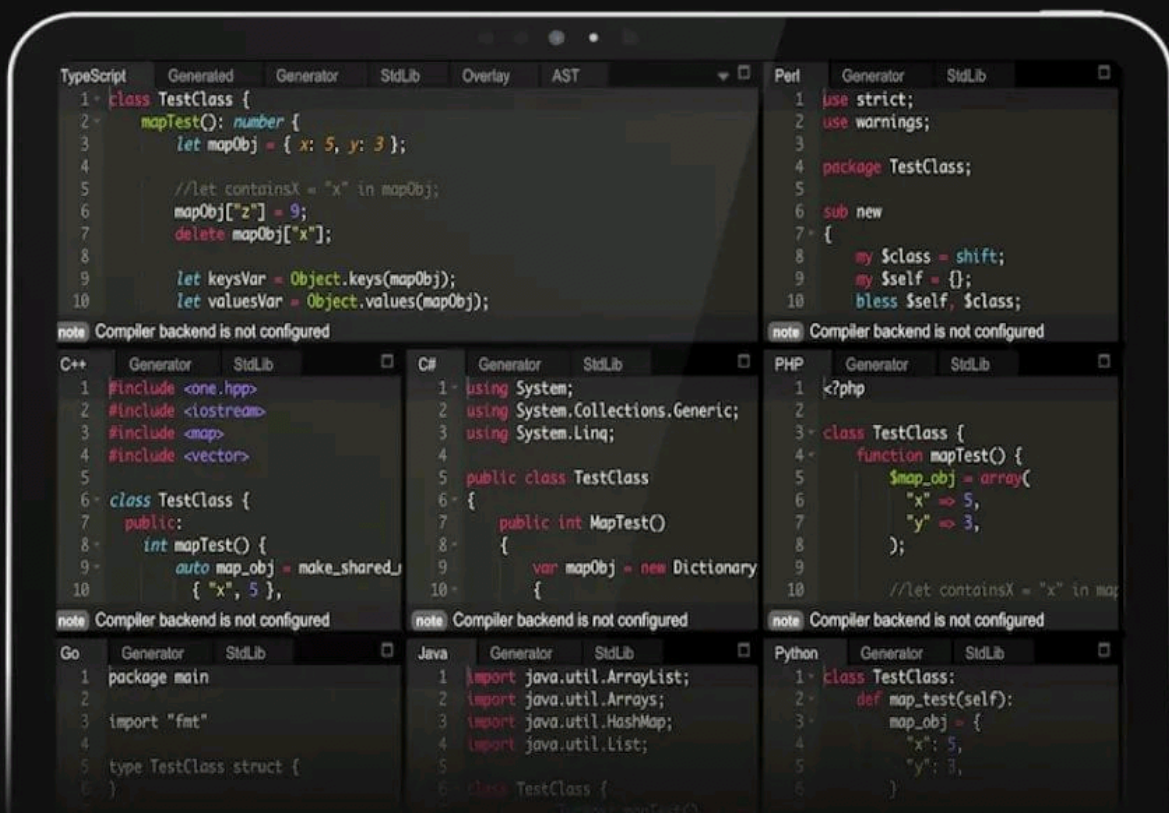 TypeScript Generated Generator StdLib Overlay AST
1 class TestClass {
2 mapTest(): number {
3 let mapObj = { x: 5, y: 3 };
4
5 //let containsX = "x" in mapObj;
6 mapObj["z"] = 9;
7 delete mapObj["x"];
8
9 let keysVar = Object.keys(mapObj);
10 let valuesVar = Object.values(mapObj);
note Compiler backend is not configured
Perl Generator StdLib
1 use strict;
2 use warnings;
3
4 package TestClass;
5
6 sub new
7 {
8 my $class = shift;
9 my $self = {};
10 bless $self, $class;
note Compiler backend is not configured
C++ Generator StdLib
1 #include <one.hpp>
2 #include <iostream>
3 #include <map>
4 #include <vector>
5
6 class TestClass {
7 public:
8 int mapTest() {
9 auto map_obj = make_shared_
10 { "x", 5 },
note Compiler backend is not configured
C# Generator StdLib
1 using System;
2 using System.Collections.Generic;
3 using System.Linq;
4
5 public class TestClass
6 {
7 public int MapTest()
8 {
9 var mapObj = new Dictionary
10 {
note Compiler backend is not configured
PHP Generator StdLib
1 <?php
2
3 class TestClass {
4 function mapTest() {
5 $map_obj = array(
6 "x" => 5,
7 "y" => 3,
8 );
9
10 //let containsX = "x" in map
note Compiler backend is not configured
Go Generator StdLib
1 package main
2
3 import "fmt"
4
5 type TestClass struct {
6 }
Java Generator StdLib
1 import java.util.ArrayList;
2 import java.util.Arrays;
3 import java.util.HashMap;
4 import java.util.List;
5
6 class TestClass {
Python Generator StdLib
1 class TestClass:
2 def map_test(self):
3 map_obj = {
4 "x": 5,
5 "y": 3,
6 }